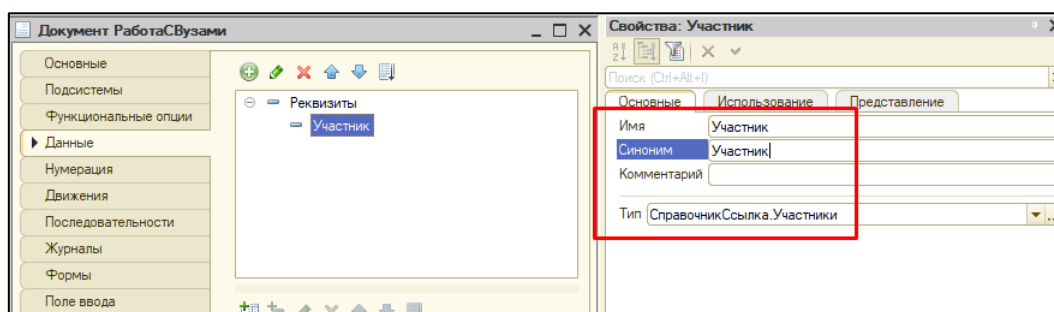 Документ РаботаСВузами
Основные
Подсистемы
Функциональные опции
Данные
Нумерация
Движения
Последовательности
Журналы
Формы
Поле ввода
Реквизиты
Участник
Свойства: Участник
Поиск (Ctrl+Alt+I)
Основные Использование Представление
Имя Участник
Синоним Участник
Комментарий
Тип СправочникСсылка.Участники